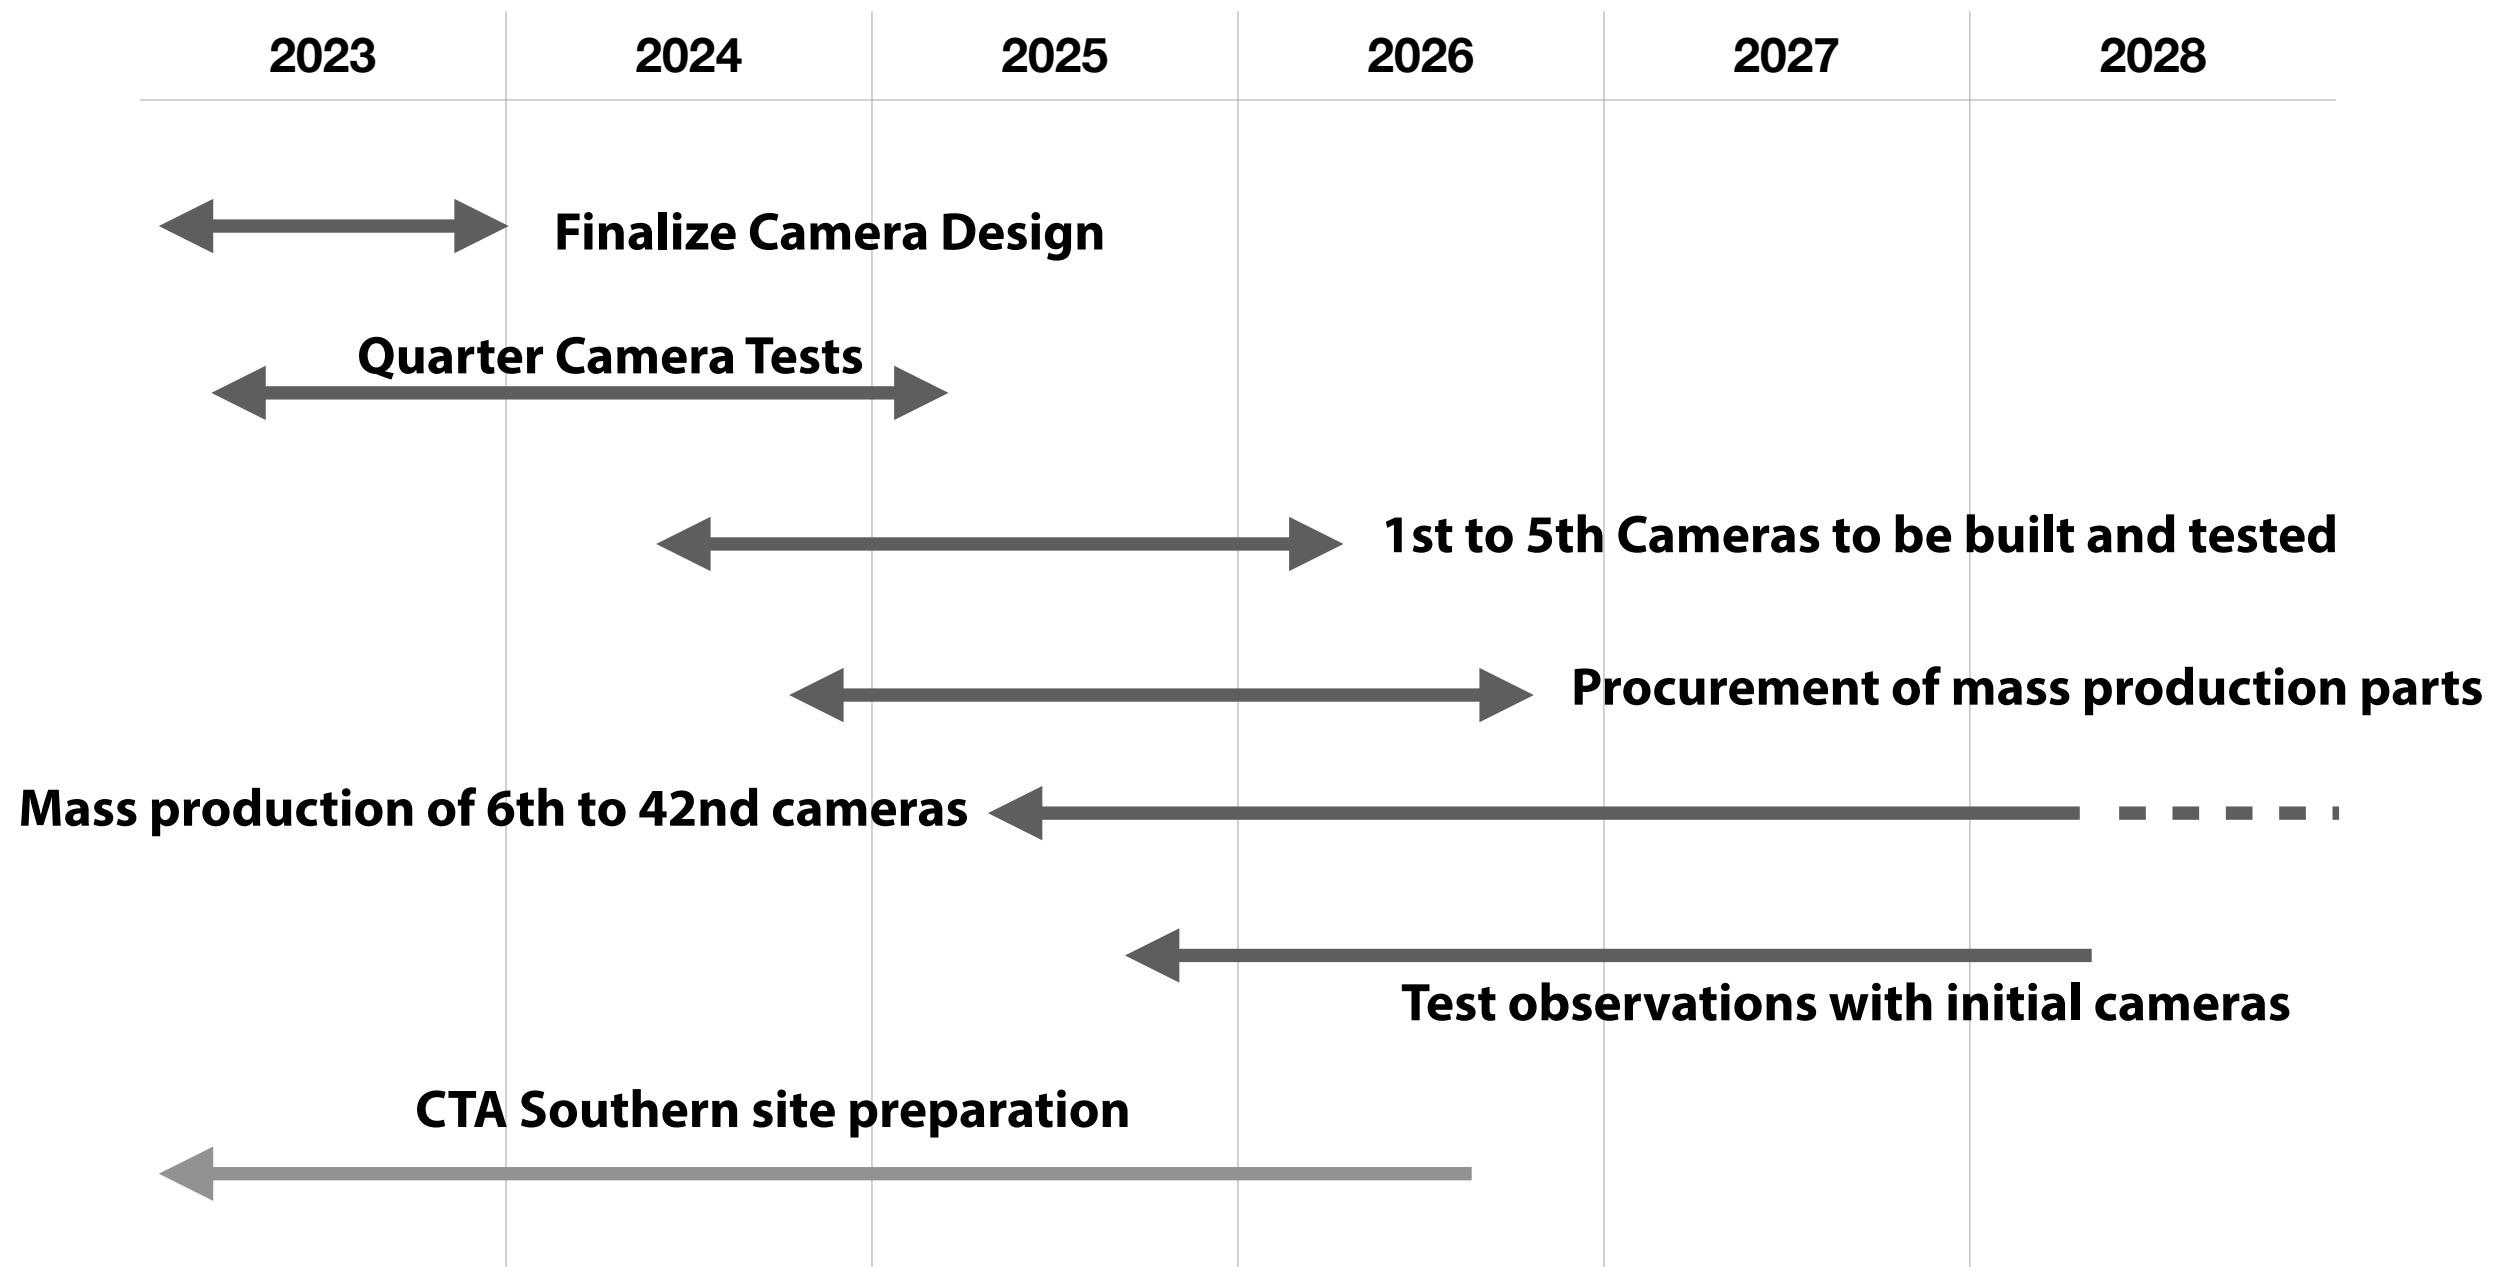 2023 2024 2025 2026 2027 2028
Finalize Camera Design
Quarter Camera Tests
1st to 5th Cameras to be built and tested
Procurement of mass production parts
Mass production of 6th to 42nd cameras
Test observations with initial cameras
CTA Southern site preparation